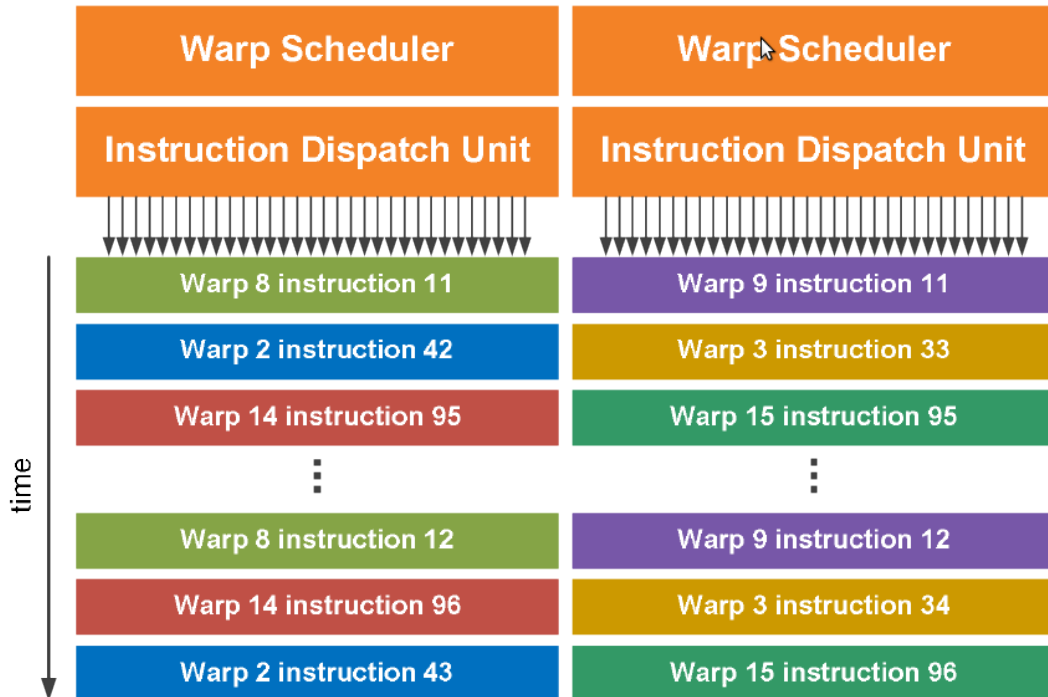 Warp Scheduler
Warp Scheduler
Instruction Dispatch Unit
Instruction Dispatch Unit
Warp 8 instruction 11
Warp 9 instruction 11
Warp 2 instruction 42
Warp 3 instruction 33
Warp 14 instruction 95
Warp 15 instruction 95
time
Warp 8 instruction 12
Warp 9 instruction 12
Warp 14 instruction 96
Warp 3 instruction 34
Warp 2 instruction 43
Warp 15 instruction 96